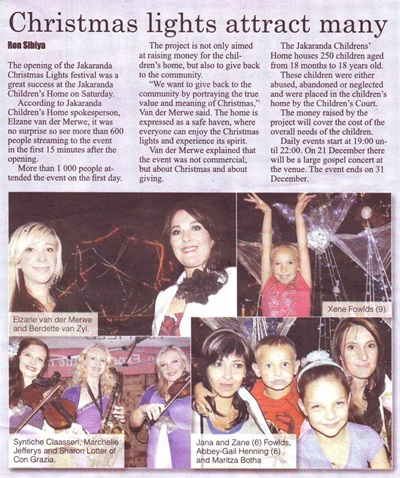 Christmas lights attract many
Ron Sibiya
The opening of the Jakaranda
Christmas Lights festival was a
great success at the Jakaranda
Children's Home on Saturday.
According to Jakaranda
Children's Home spokesperson,
Elzane van der Merwe, it was
no surprise to see more than 600
people streaming to the event
in the first 15 minutes after the
opening.
More than 1 000 people at-
tended the event on the first day.
The project is not only aimed
at raising money for the chil-
dren's home, but also to give back
to the community.
"We want to give back to the
community by portraying the true
value and meaning of Christmas,"
Van der Merwe said. The home is
expressed as a safe haven, where
everyone can enjoy the Christmas
lights and experience its spirit.
Van der Merwe explained that
the event was not commercial,
but about Christmas and about
giving.
The Jakaranda Childrens'
Home houses 250 children aged
from 18 months to 18 years old.
These children were either
abused, abandoned or neglected
and were placed in the children's
home by the Children's Court.
The money raised by the
project will cover the cost of the
overall needs of the children.
Daily events start at 19:00 un-
til 22:00. On 21 December there
will be a large gospel concert at
the venue. The event ends on 31
December.
Elzane van der Merwe
and Berdette van Zyl.
Xene Fowlds (9).
Syntiche Claassen, Marchelle
Jefferys and Sharon Lotter of
Con Grazia.
Jana and Zane (6) Fowlds,
Abbey-Gail Henning (8)
and Maritza Botha